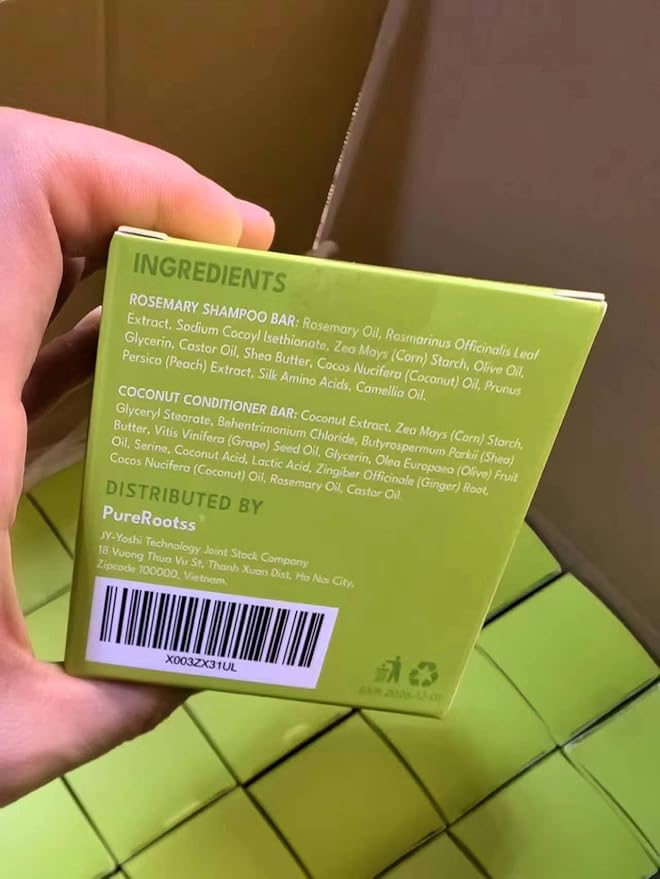 INGREDIENTS
ROSEMARY SHAMPOO BAR: Rosemary Oil, Rosmarinus Officinalis Leaf
Extract, Sodium Cocoyl Isethionate, Zea Mays (Corn) Starch, Olive Oil,
Glycerin, Castor Oil, Shea Butter, Cocos Nucifera (Coconut) Oil, Prunus
Persica (Peach) Extract, Silk Amino Acids, Camellia Oil.
COCONUT CONDITIONER BAR: Coconut Extract, Zea Mays (Corn) Starch,
Glyceryl Stearate, Behentrimonium Chloride, Butyrospermum Parkii (Shea)
Butter, Vitis Vinifera (Grape) Seed Oil, Glycerin, Olea Europaea (Olive) Fruit
Oil, Serine, Coconut Acid, Lactic Acid, Zingiber Officinale (Ginger) Root,
Cocos Nucifera (Coconut) Oil, Rosemary Oil, Castor Oil.
DISTRIBUTED BY
PureRootss
JY-Yoshi Technology Joint Stock Company
18 Vuong Thua Vu St, Thanh Xuan Dist, Ha Noi City,
Zipcode 100000, Vietnam.
X003ZX31UL